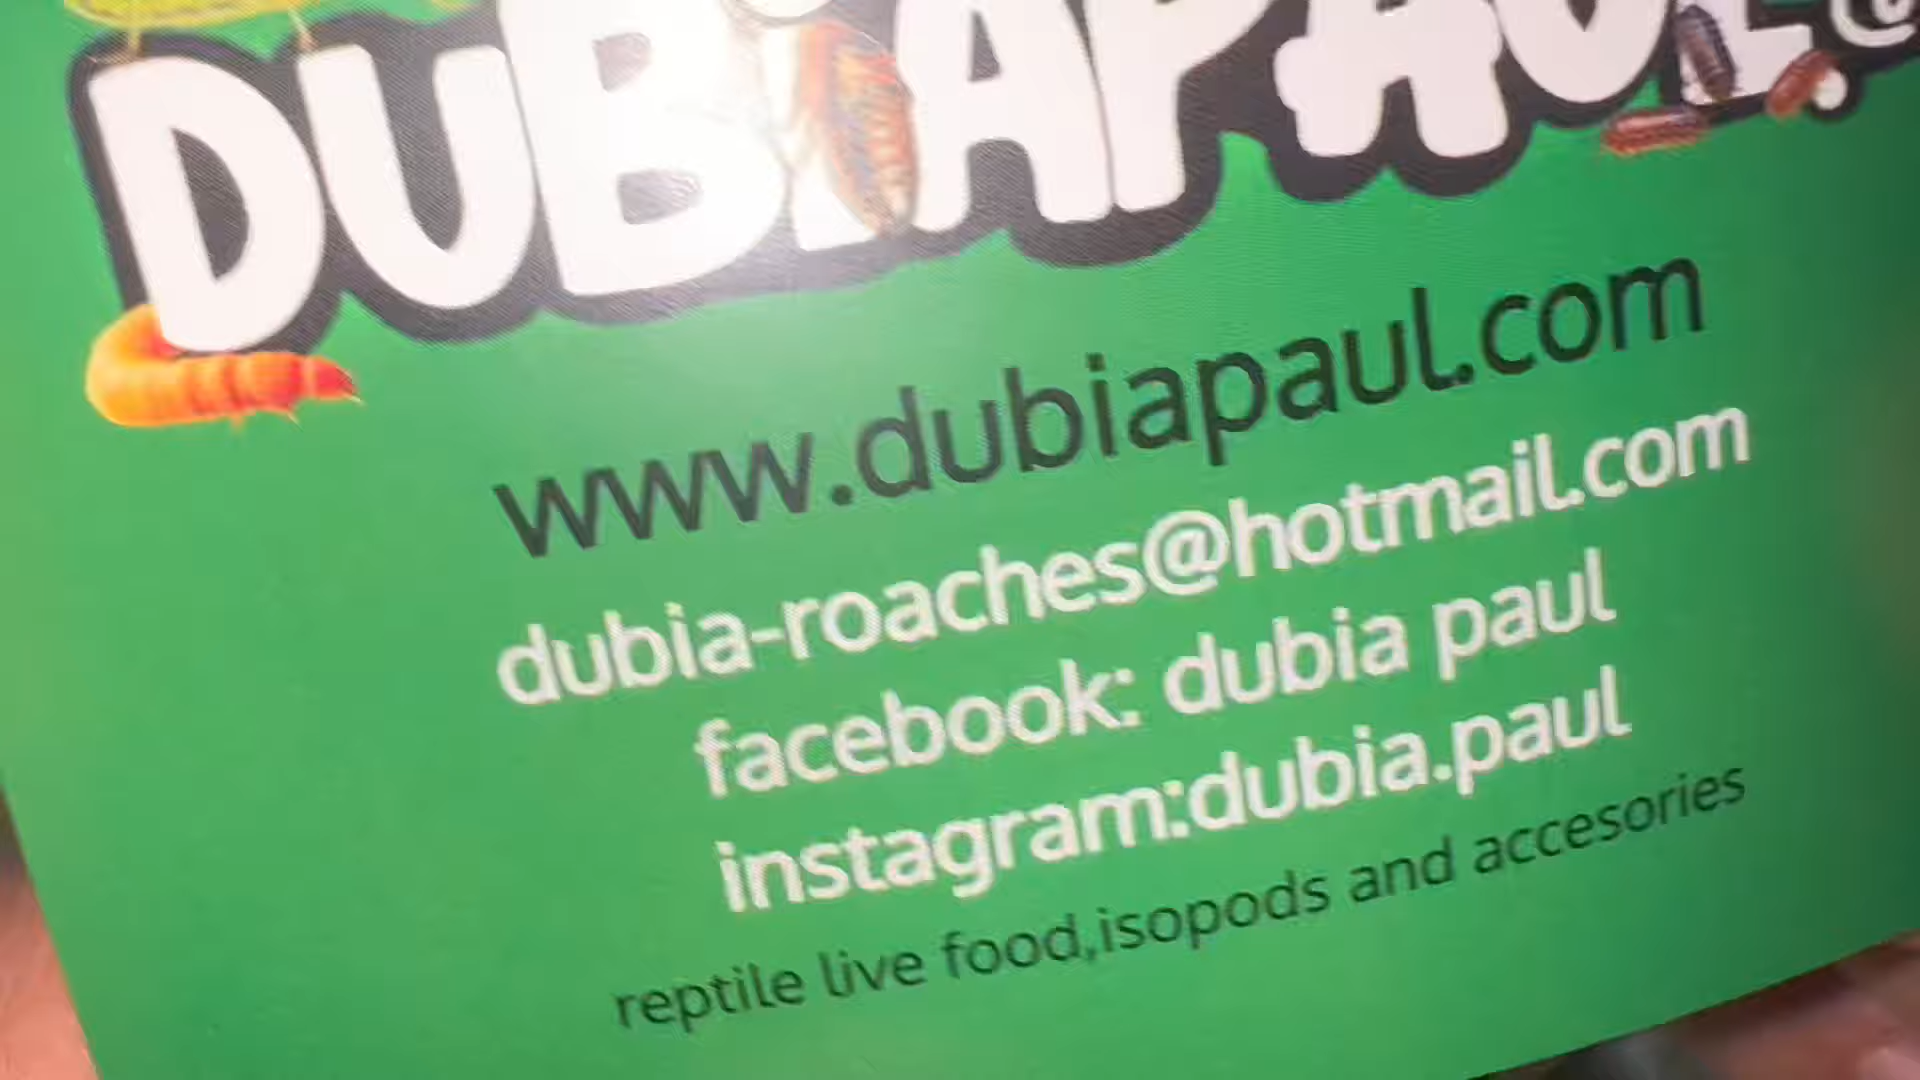 DUBIAPAUL
www.dubiapaul.com
dubia-roaches@hotmail.com
facebook: dubia paul
instagram:dubia.paul
reptile live food,isopods and accesories